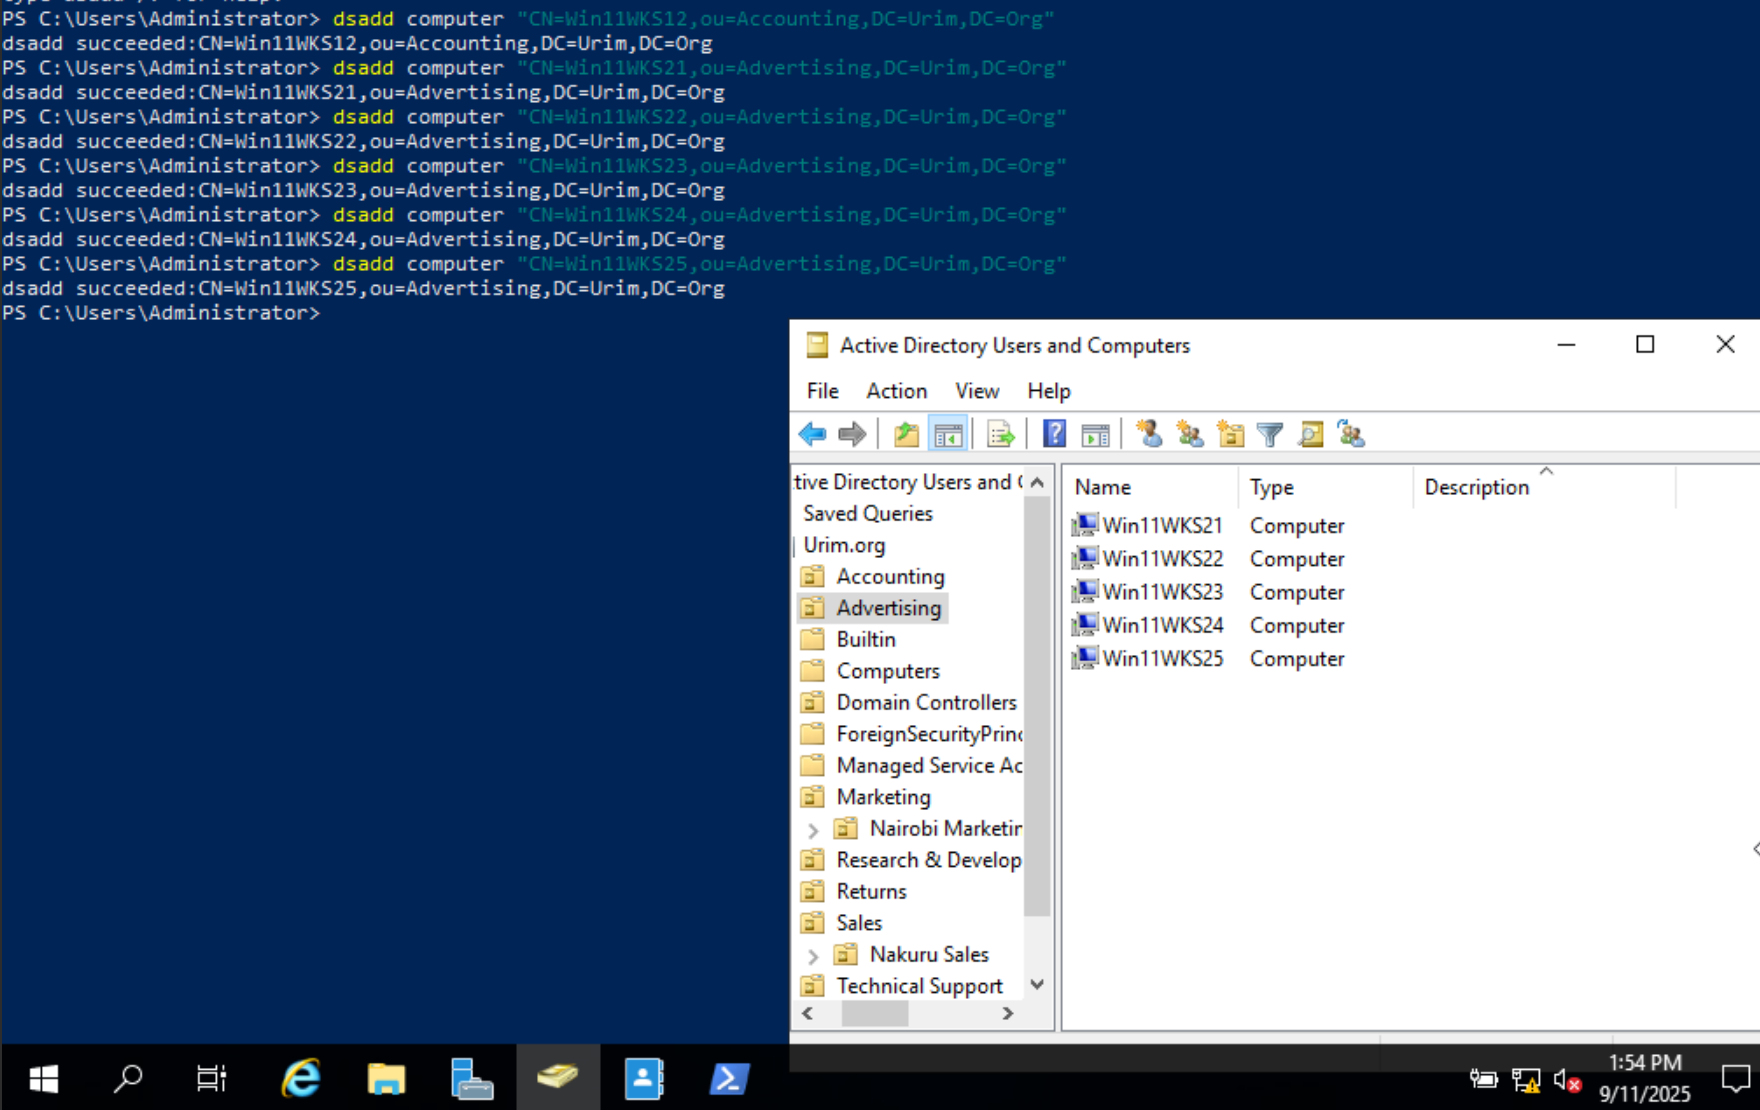 PS C:\Users\Administrator> dsadd computer "CN=Win11WKS12,ou=Accounting,DC=Urim,DC=Org"
dsadd succeeded:CN=Win11WKS12,ou=Accounting,DC=Urim,DC=Org
PS C:\Users\Administrator> dsadd computer "CN=Win11WKS21,ou=Advertising,DC=Urim,DC=Org"
dsadd succeeded:CN=Win11WKS21,ou=Advertising,DC=Urim,DC=Org
PS C:\Users\Administrator> dsadd computer "CN=Win11WKS22,ou=Advertising,DC=Urim,DC=Org"
dsadd succeeded:CN=Win11WKS22,ou=Advertising,DC=Urim,DC=Org
PS C:\Users\Administrator> dsadd computer "CN=Win11WKS23,ou=Advertising,DC=Urim,DC=Org"
dsadd succeeded:CN=Win11WKS23,ou=Advertising,DC=Urim,DC=Org
PS C:\Users\Administrator> dsadd computer "CN=Win11WKS24,ou=Advertising,DC=Urim,DC=Org"
dsadd succeeded:CN=Win11WKS24,ou=Advertising,DC=Urim,DC=Org
PS C:\Users\Administrator> dsadd computer "CN=Win11WKS25,ou=Advertising,DC=Urim,DC=Org"
dsadd succeeded:CN=Win11WKS25,ou=Advertising,DC=Urim,DC=Org
PS C:\Users\Administrator>
Active Directory Users and Computers
File Action View Help
tive Directory Users and
Saved Queries
Urim.org
Accounting
Advertising
Builtin
Computers
Domain Controllers
ForeignSecurityPrinc
Managed Service Ac
Marketing
Nairobi Marketin
Research & Develop
Returns
Sales
Nakuru Sales
Technical Support
Name Type Description
Win11WKS21 Computer
Win11WKS22 Computer
Win11WKS23 Computer
Win11WKS24 Computer
Win11WKS25 Computer
1:54 PM
9/11/2025